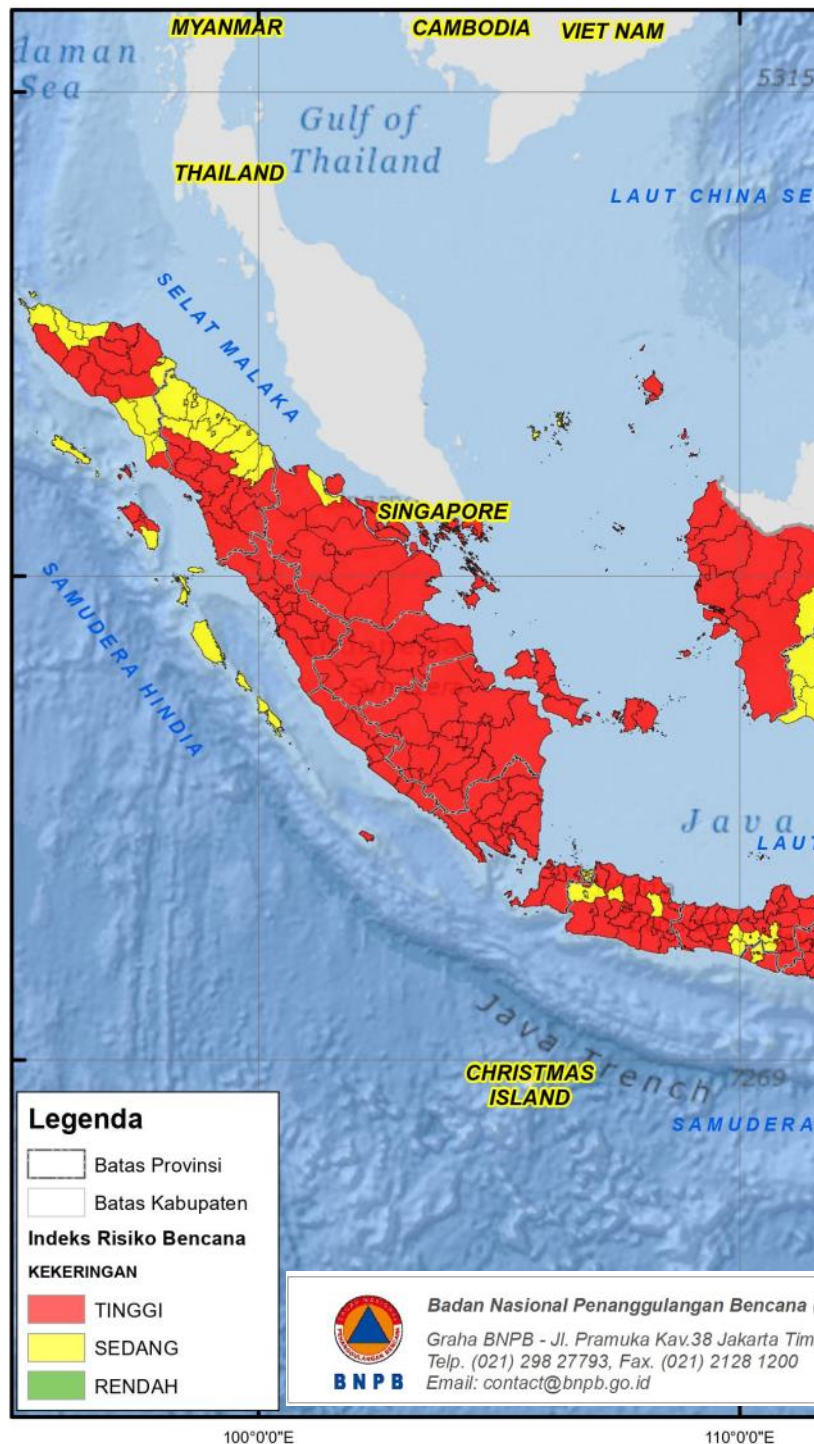 MYANMAR
CAMBODIA
VIET NAM
daman
Sea
5315
Gulf of
Thailand
THAILAND
LAUT CHINA SE
SELAT MALAKA
SINGAPORE
SAMUDERA HINDIA
Java
LAUT
Java Trench
7269
CHRISTMAS
ISLAND
SAMUDERA
Legenda
Batas Provinsi
Batas Kabupaten
Indeks Risiko Bencana
KEKERINGAN
TINGGI
SEDANG
RENDAH
BNPB
Badan Nasional Penanggulangan Bencana (
Graha BNPB - Jl. Pramuka Kav.38 Jakarta Tim
Telp. (021) 298 27793, Fax. (021) 2128 1200
Email: contact@bnpb.go.id
100°0'0"E
110°0'0"E